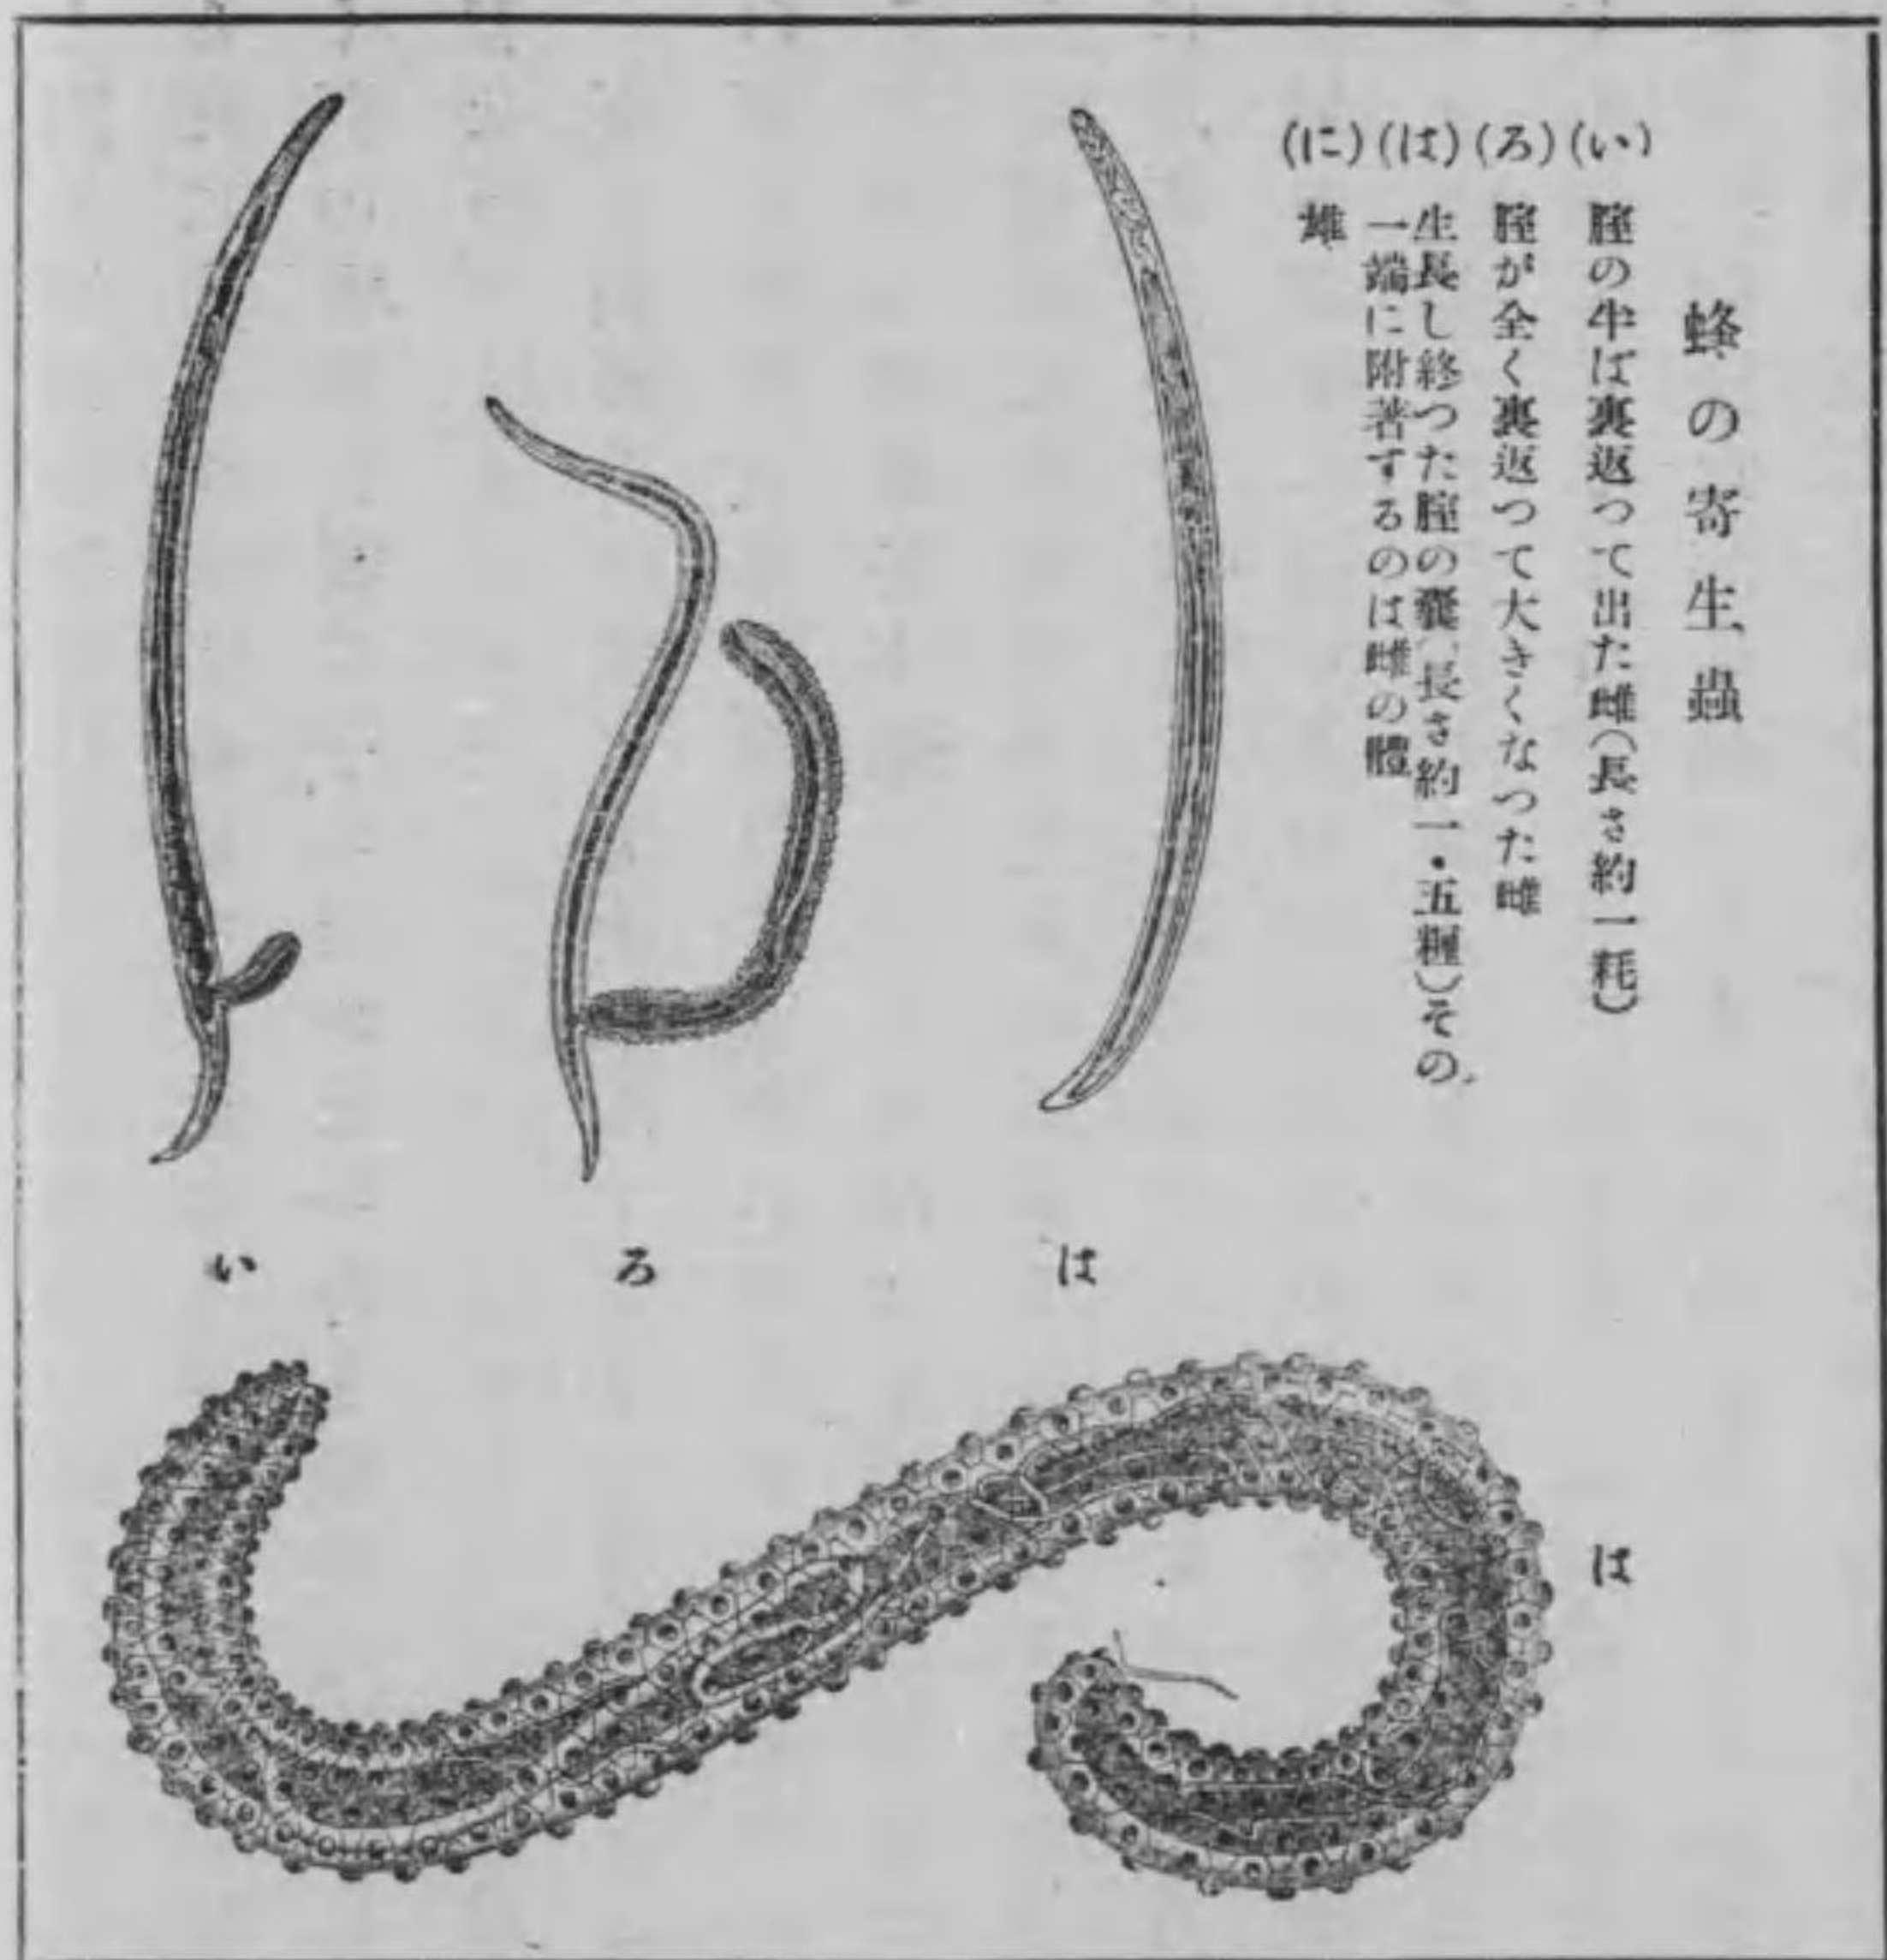 蜂の寄生蟲
(い) 膣の半ば裏返つて出た雌(長さ約一粍)
(ろ) 膣が全く裏返つて大きくなつた雌
(は) 生長し終つた膣の嚢(長さ約一・五糎)その
一端に附著するのは雌の體
(に) 雄
い
ろ
は
は